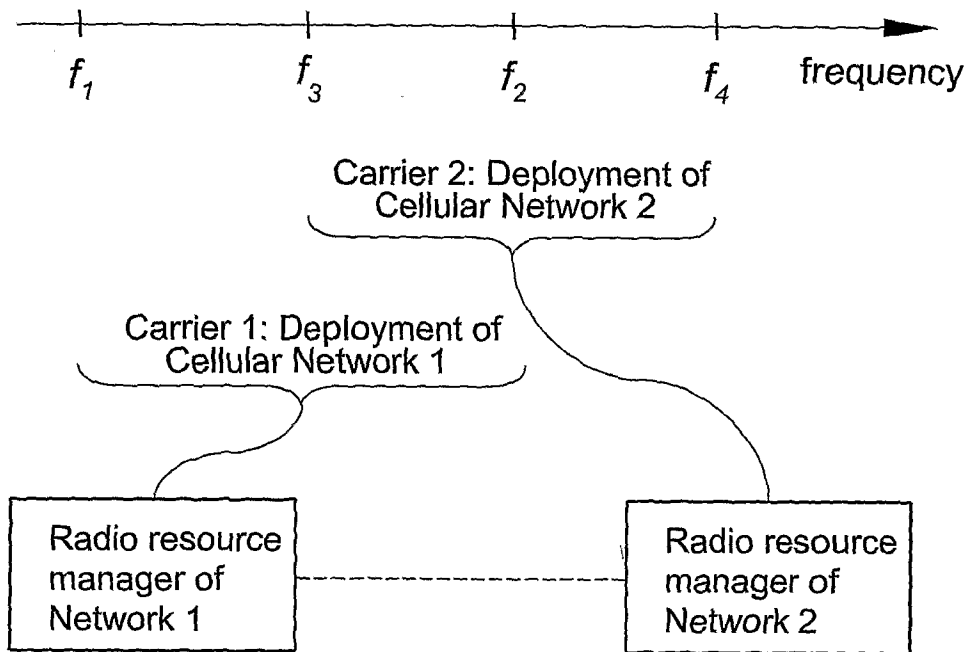 f1 f3 f2 f4 frequency
Carrier 2: Deployment of
Cellular Network 2
Carrier 1: Deployment of
Cellular Network 1
Radio resource
manager of
Network 1
Radio resource
manager of
Network 2